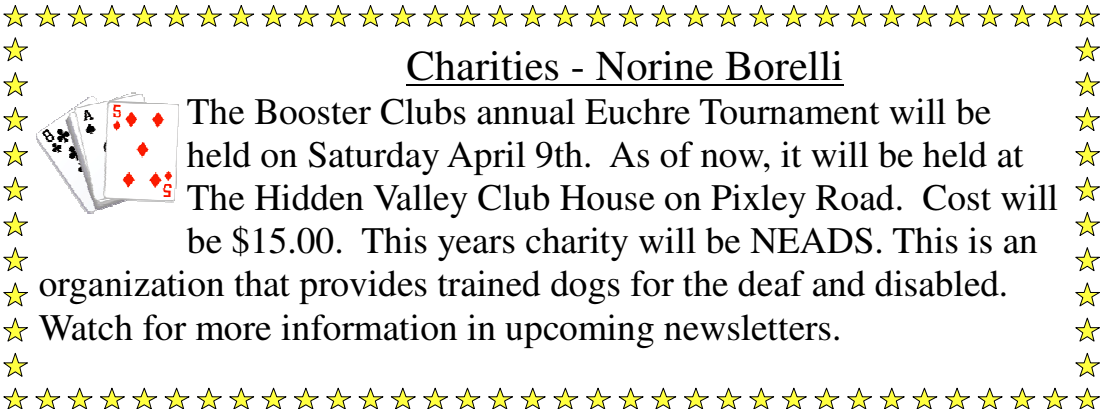 Charities - Norine Borelli
The Booster Clubs annual Euchre Tournament will be
held on Saturday April 9th.  As of now, it will be held at
The Hidden Valley Club House on Pixley Road.  Cost will
be $15.00.  This years charity will be NEADS. This is an
organization that provides trained dogs for the deaf and disabled.
Watch for more information in upcoming newsletters.
8
A
5
5